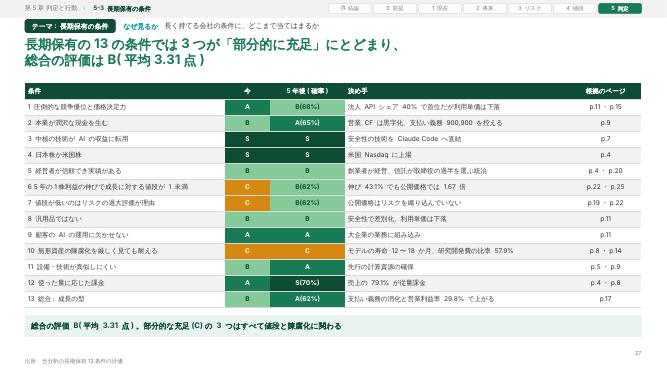 第 5 章 判定と行動 › 5-3 長期保有の条件
序 結論 0 前提 1 現在 2 将来 3 リスク 4 値段 5 判定
テーマ: 長期保有の条件 なぜ見るか 長く持てる会社の条件に、どこまで当てはまるか
長期保有の 13 の条件では 3 つが「部分的に充足」にとどまり、
総合の評価は B( 平均 3.31 点 )
条件 今 5 年後 ( 確率 ) 決め手 根拠のページ
1 圧倒的な競争優位と価格決定力 A B(68%) 法人 API シェア 40% で首位だが利用単価は下落 p.11 · p.15
2 本業が潤沢な現金を生む B A(65%) 営業 CF は黒字化、支払い義務 900,900 を控える p.9
3 中核の技術が AI の収益に転用 S S 安全性の技術を Claude Code へ直結 p.7
4 日本株か米国株 S S 米国 Nasdaq に上場 p.4
5 経営者が信頼でき実績がある B B 創業者が経営、信託が取締役の過半を選ぶ統治 p.4 · p.20
6 5 年の 1 株利益の伸びで成長に対する値段が 1 未満 C B(62%) 伸び 43.1% でも公開価格では 1.67 倍 p.22 · p.25
7 値段が低いのはリスクの過大評価が理由 C B(62%) 公開価格はリスクを織り込んでいない p.19 · p.22
8 汎用品ではない B B 安全性で差別化、利用単価は下落 p.11
9 顧客の AI の運用に欠かせない A A 大企業の業務に組み込み p.11
10 無形資産の陳腐化を厳しく見ても耐える C C モデルの寿命 12 〜 18 か月、研究開発費の比率 57.9% p.8 · p.14
11 設備・技術が真似しにくい B A 先行の計算資源の確保 p.5 · p.9
12 使った量に応じた課金 A S(70%) 売上の 79.1% が従量課金 p.4 · p.8
13 総合: 成長の型 B A(62%) 支払い義務の消化と営業利益率 29.8% で上がる p.17
総合の評価 B( 平均 3.31 点 ) 。部分的な充足 (C) の 3 つはすべて値段と陳腐化に関わる
出所: 当分析の長期保有 13 条件の評価
37